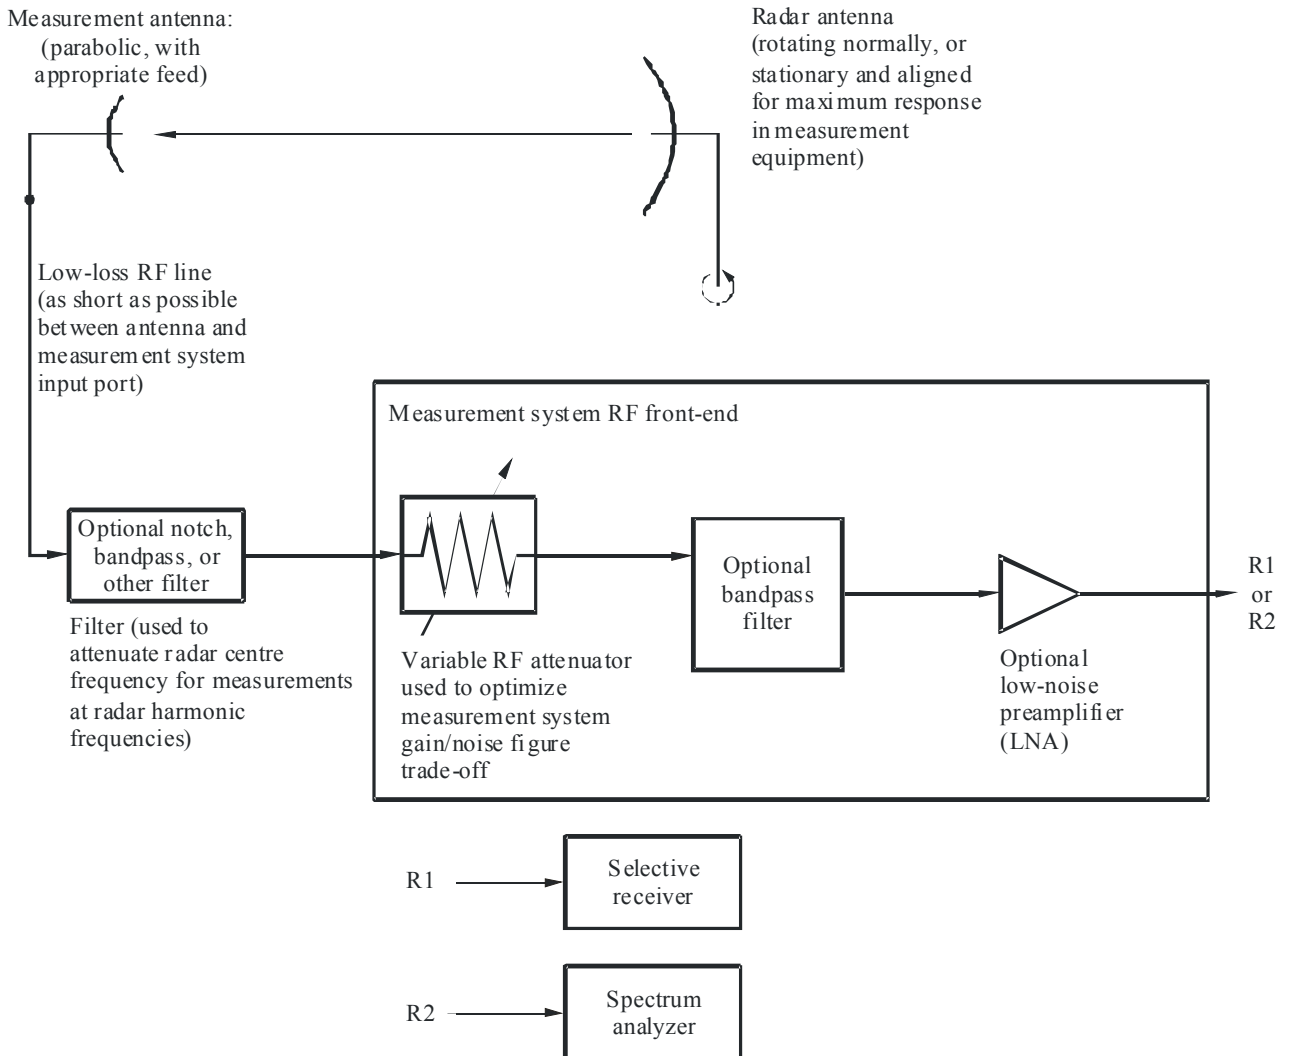 Measurement antenna:
(parabolic, with
appropriate feed)
Radar antenna
(rotating normally, or
stationary and aligned
for maximum response
in measurement
equipment)
Low-loss RF line
(as short as possible
between antenna and
measurement system
input port)
Measurement system RF front-end
Optional notch,
bandpass, or
other filter
Filter (used to
attenuate radar centre
frequency for measurements
at radar harmonic
frequencies)
Variable RF attenuator
used to optimize
measurement system
gain/noise figure
trade-off
Optional
bandpass
filter
Optional
low-noise
preamplifier
(LNA)
R1
or
R2
R1
Selective
receiver
R2
Spectrum
analyzer